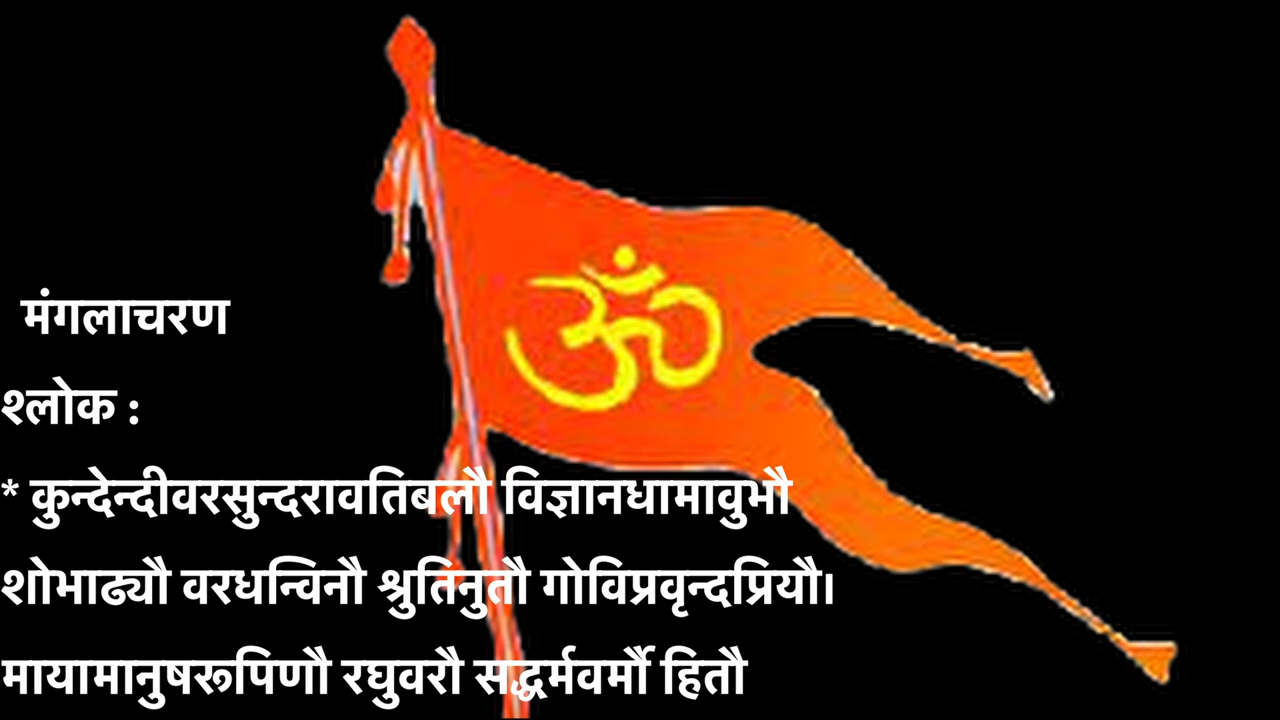 मंगलाचरण
श्लोक :
* कुन्देन्दीवरसुन्दरावतिबलौ विज्ञानधामावुभौ
शोभाढ्यौ वरधन्विनौ श्रुतिनुतौ गोविप्रवृन्दप्रियौ।
मायामानुषरूपिणौ रघुवरौ सद्धर्मवर्मौ हितौ
ॐ